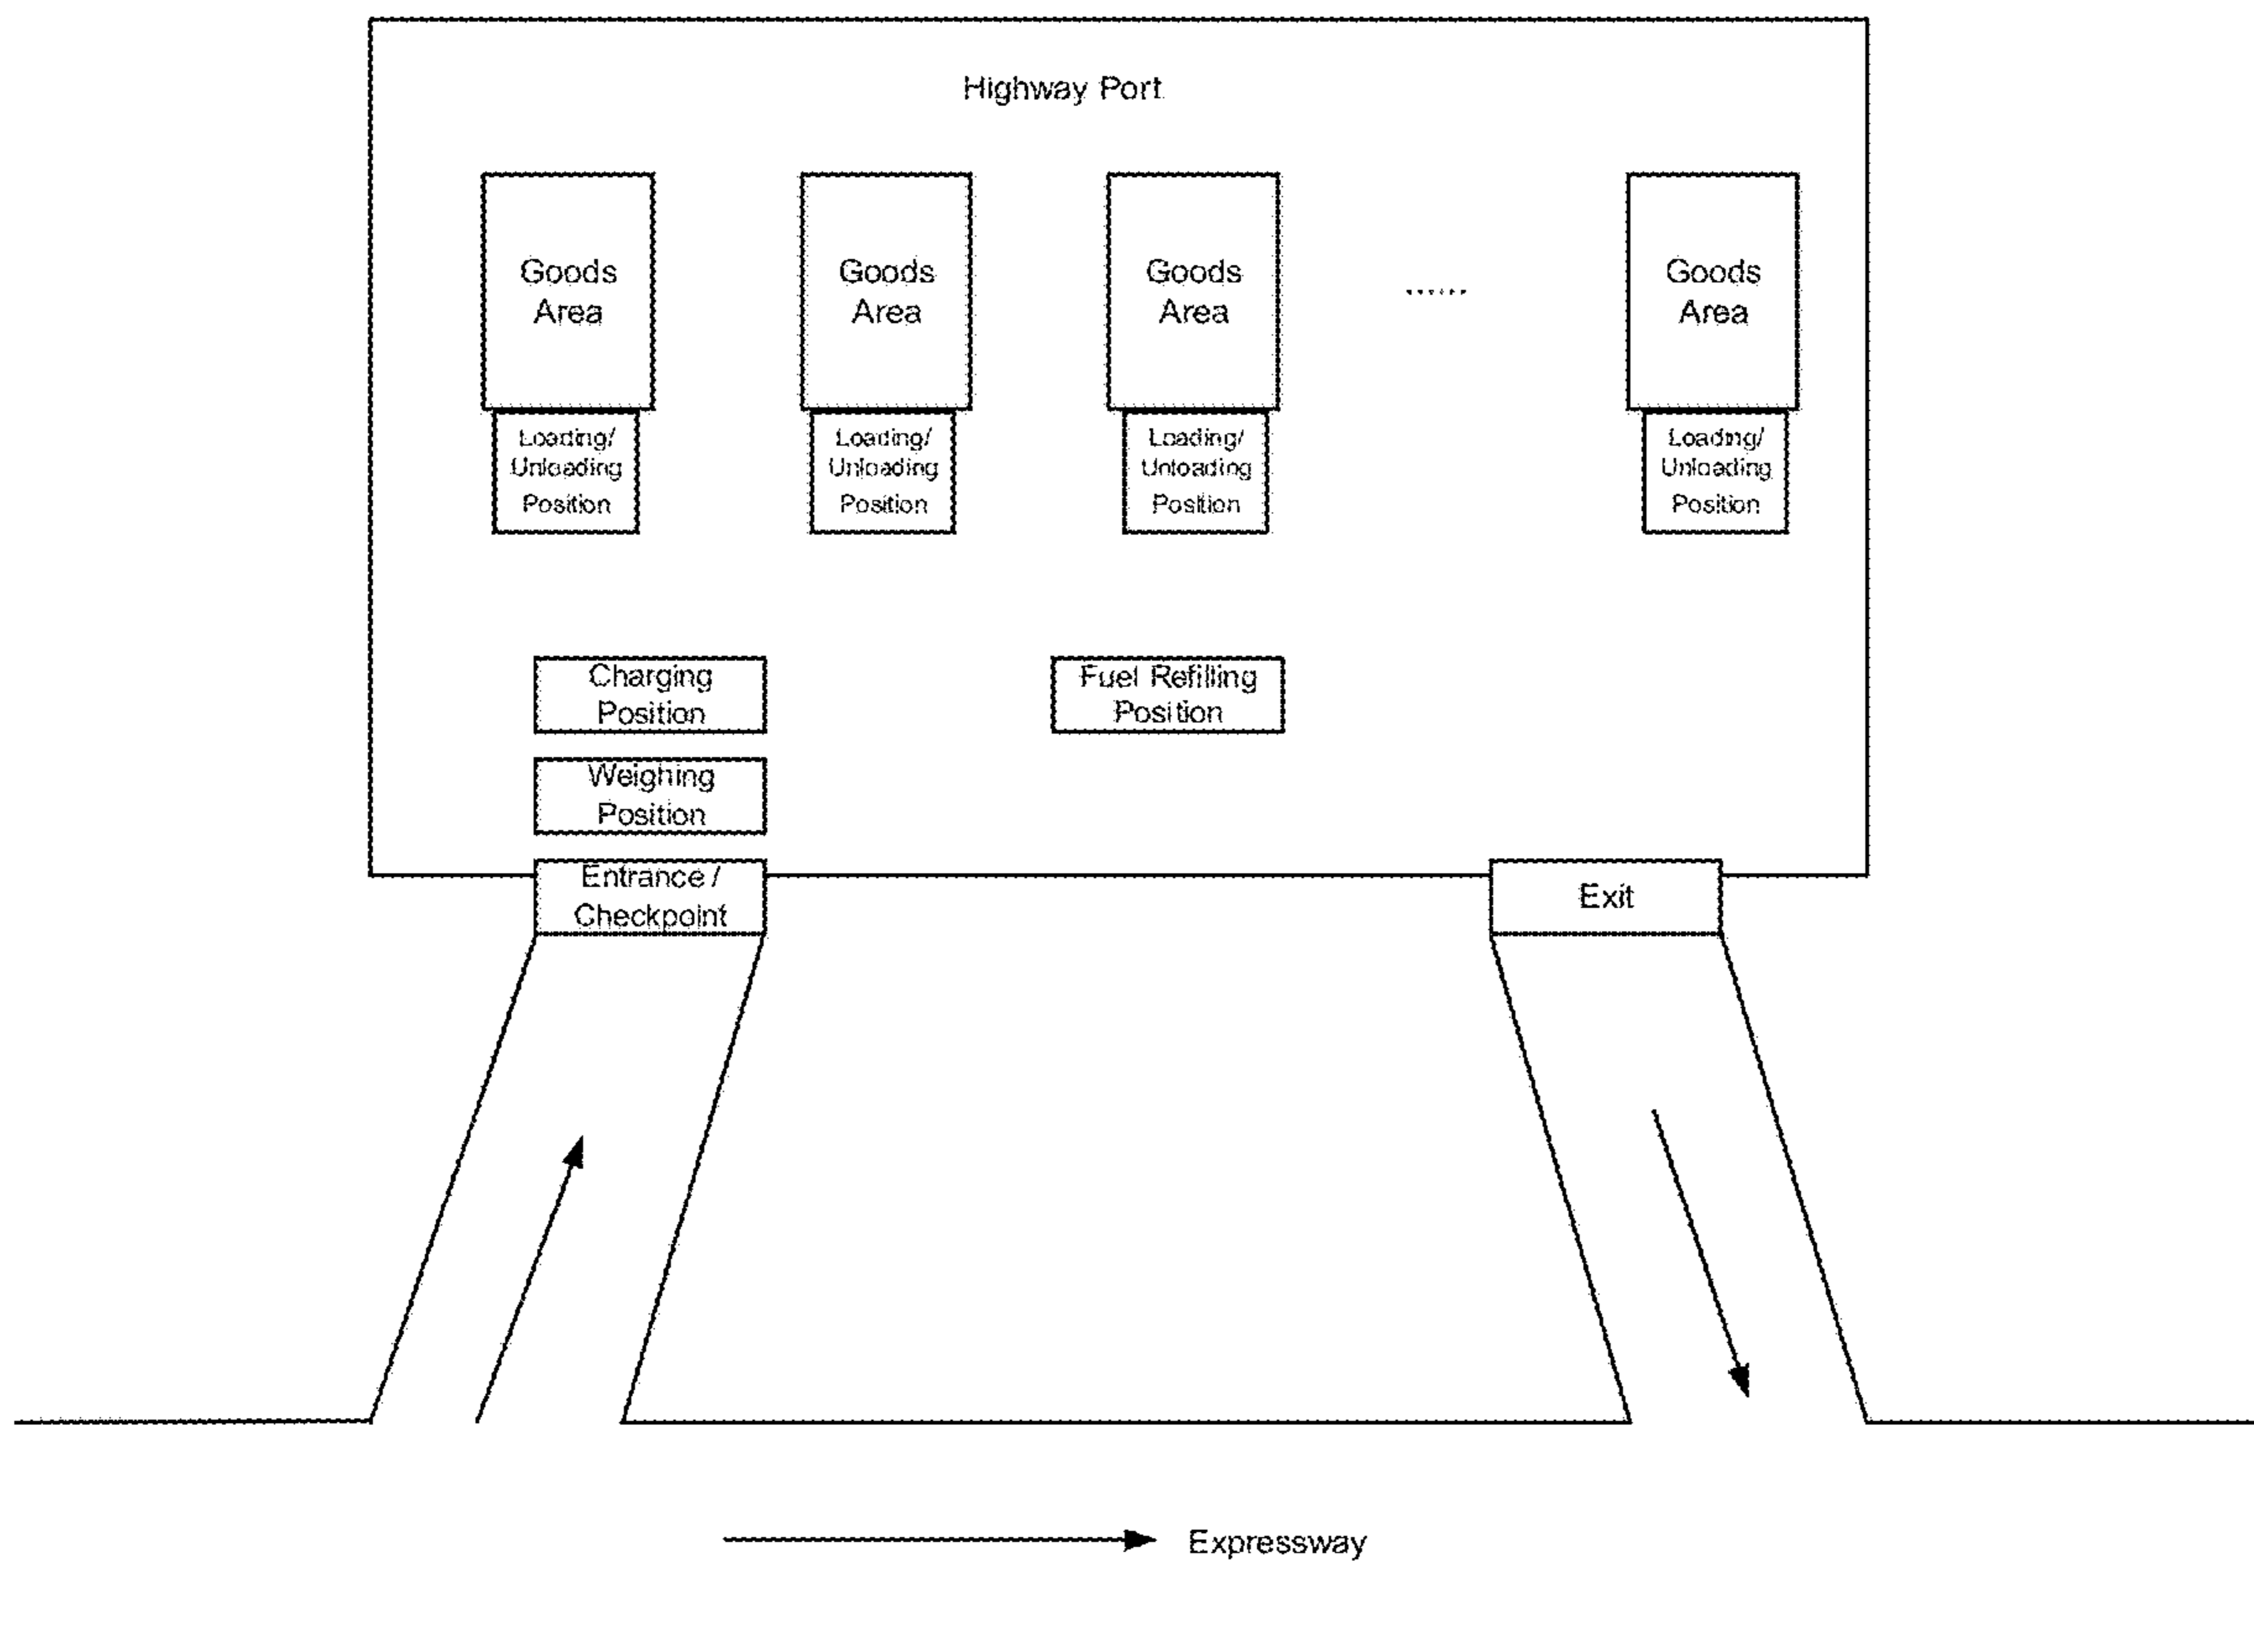 Highway Port
Goods
Area
Goods
Area
Goods
Area
......
Goods
Area
Loading/
Unloading
Position
Loading/
Unloading
Position
Loading/
Unloading
Position
Loading/
Unloading
Position
Charging
Position
Fuel Refilling
Position
Weighing
Position
Entrance /
Checkpoint
Exit
Expressway